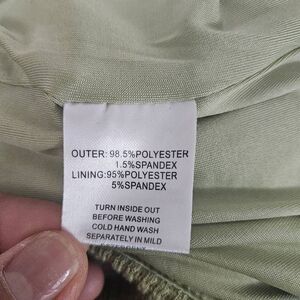 OUTER: 98.5%POLYESTER
1.5%SPANDEX
LINING:95%POLYESTER
5%SPANDEX
TURN INSIDE OUT
BEFORE WASHING
COLD HAND WASH
SEPARATELY IN MILD